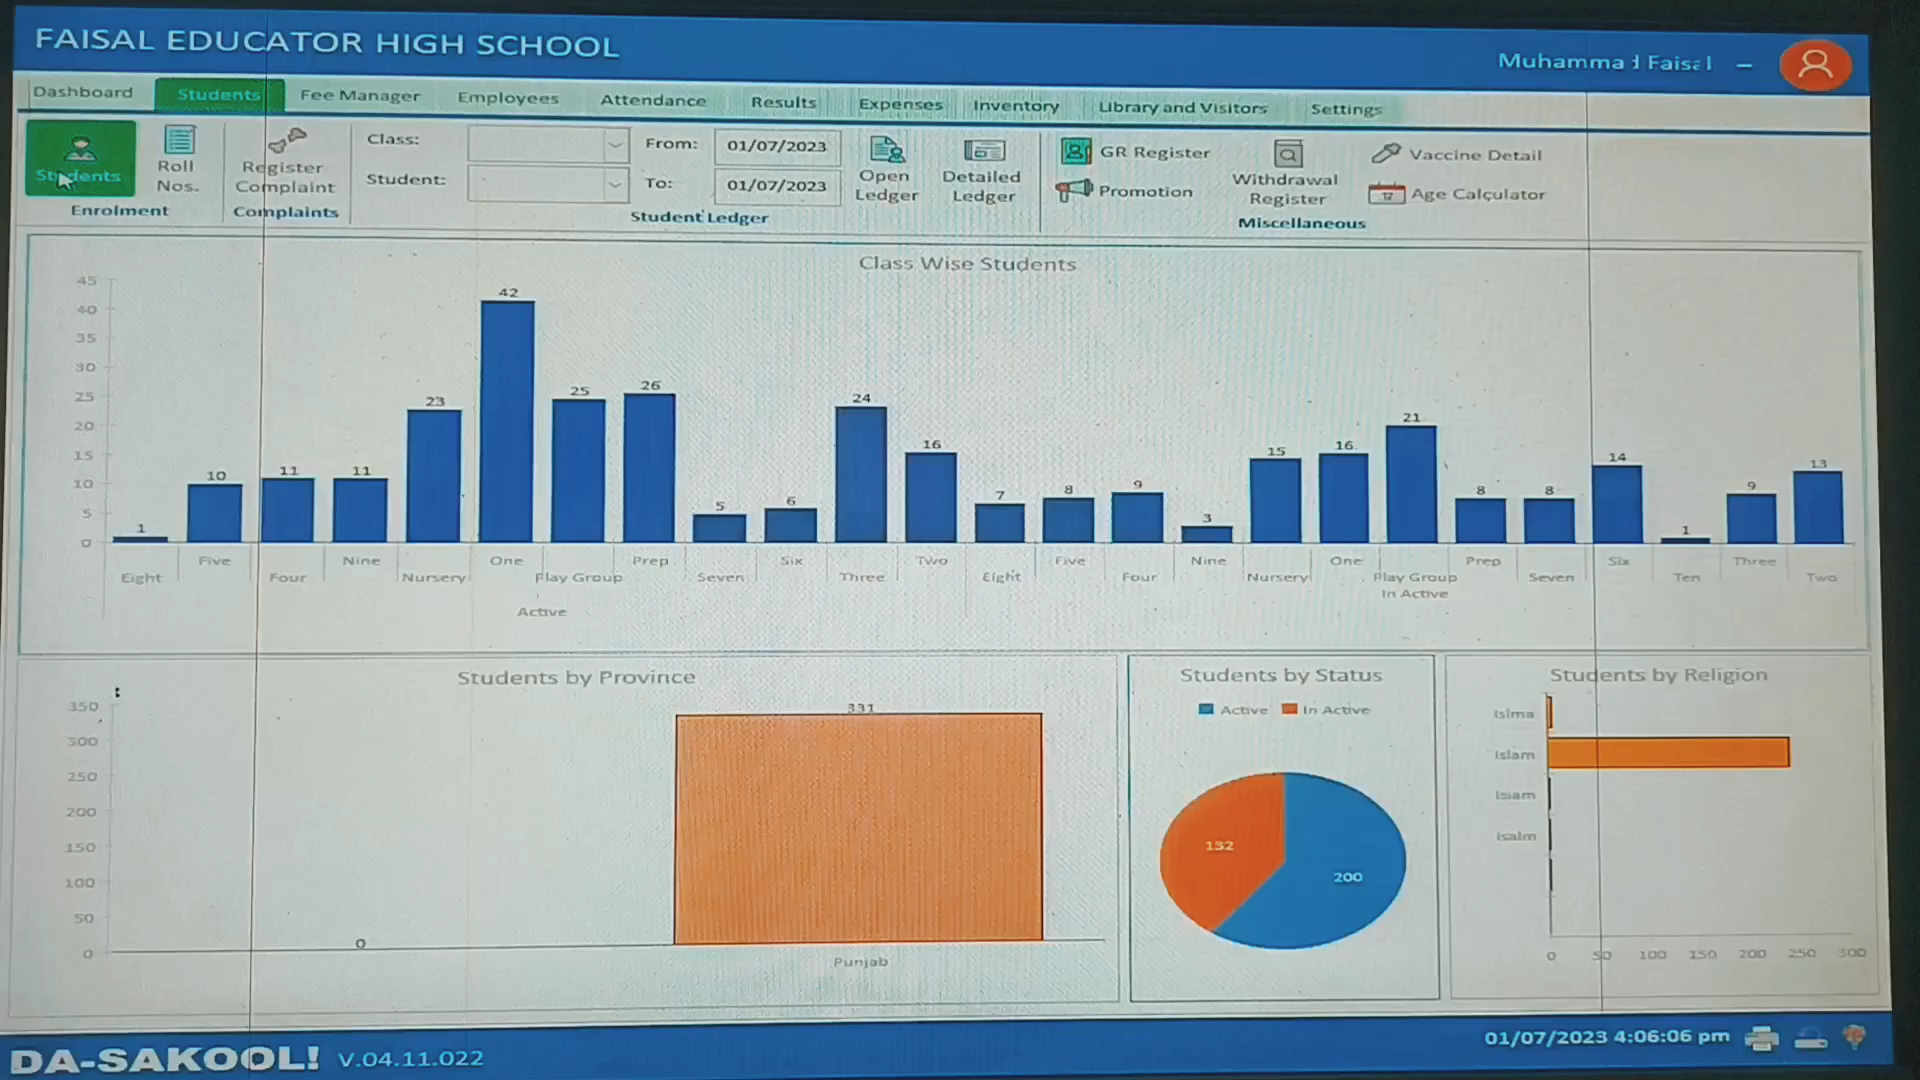 FAISAL EDUCATOR HIGH SCHOOL
Muhammad Faisal
Dashboard Students Fee Manager Employees Attendance Results Expenses Inventory Library and Visitors Settings
Students
Roll Nos.
Enrolment
Register Complaint
Complaints
Class:
Student:
From: 01/07/2023
To: 01/07/2023
Open Ledger
Detailed Ledger
Student Ledger
GR Register
Promotion
Withdrawal Register
Vaccine Detail
Age Calculator
Miscellaneous
Class Wise Students
45
40
35
30
25
20
15
10
5
0
1 10 11 11 23 42 25 26 5 6 24 16 7 8 9 3 15 16 21 8 8 14 1 9 13
Eight Five Four Nine Nursery One Play Group Prep Seven Six Three Two Eight Five Four Nine Nursery One Play Group Prep Seven Six Ten Three Two
Active In Active
Students by Province
350
300
250
200
150
100
50
0
0 331
Punjab
Students by Status
Active In Active
132 200
Students by Religion
Islma
Islam
Isiam
Isalm
0 50 100 150 200 250 300
DA-SAKOOL! V.04.11.022
01/07/2023 4:06:06 pm